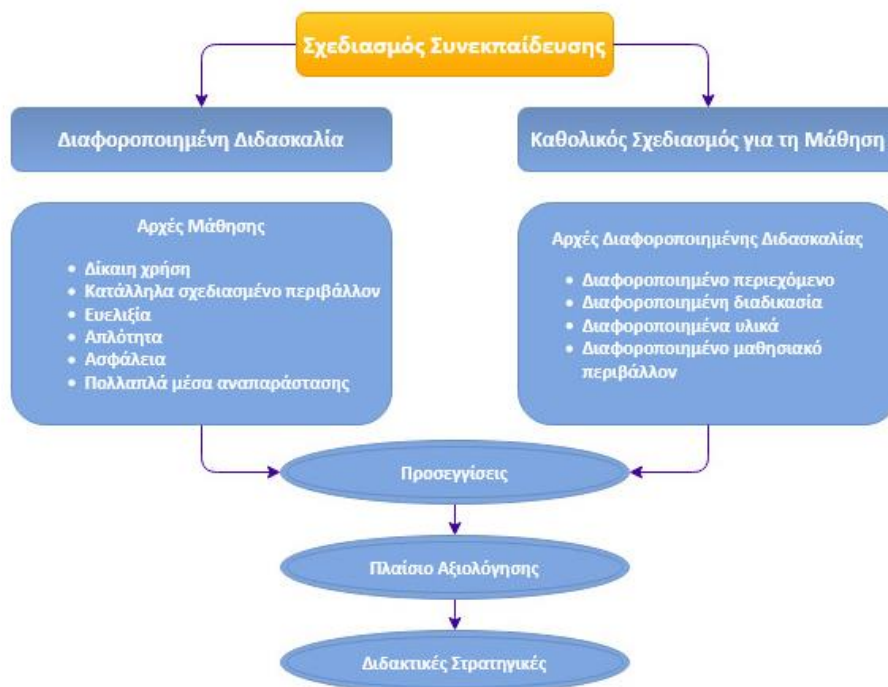 Σχεδιασμός Συνεκπαίδευσης
Διαφοροποιημένη Διδασκαλία
Καθολικός Σχεδιασμός για τη Μάθηση
Αρχές Μάθησης
• Δίκαιη χρήση
• Κατάλληλα σχεδιασμένο περιβάλλον
• Ευελιξία
• Απλότητα
• Ασφάλεια
• Πολλαπλά μέσα αναπαράστασης
Αρχές Διαφοροποιημένης Διδασκαλίας
• Διαφοροποιημένο περιεχόμενο
• Διαφοροποιημένη διαδικασία
• Διαφοροποιημένα υλικά
• Διαφοροποιημένο μαθησιακό
περιβάλλον
Προσεγγίσεις
Πλαίσιο Αξιολόγησης
Διδακτικές Στρατηγικές